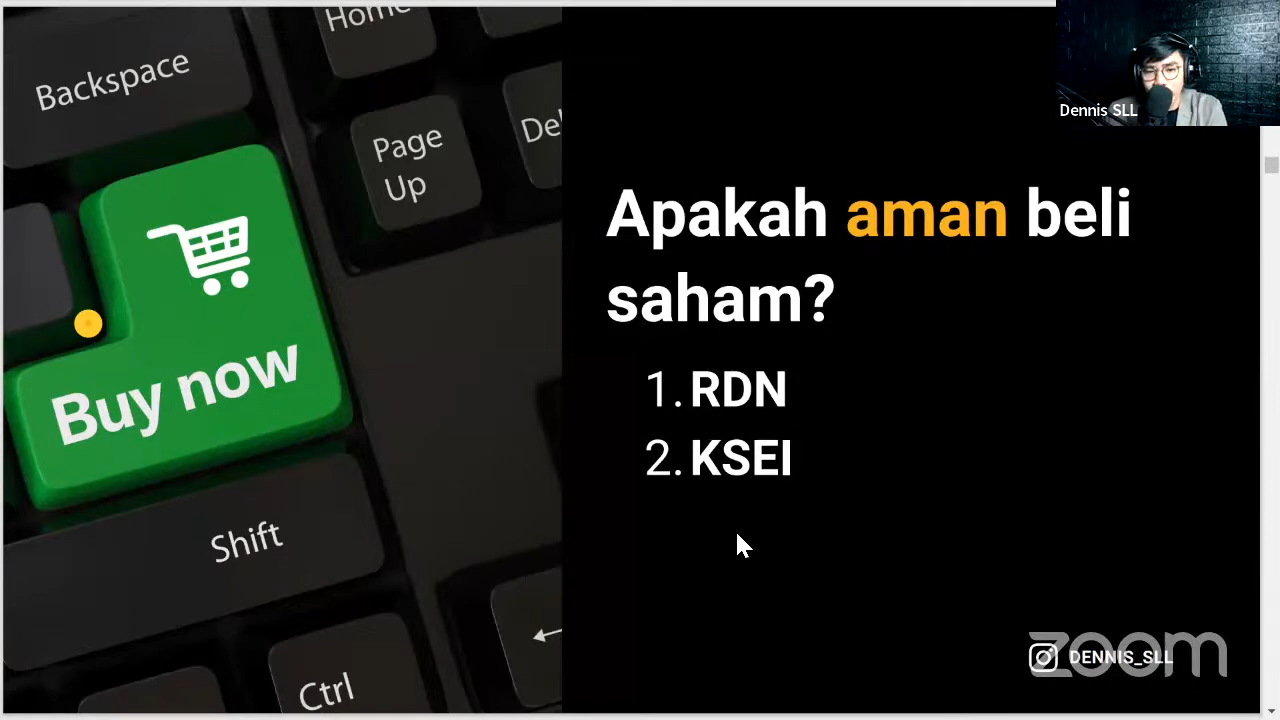 Home
Backspace
Page
Up
Del
Buy now
Shift
Ctrl
Dennis SLL
Apakah aman beli
saham?
1. RDN
2. KSEI
DENNIS_SLL
zoom